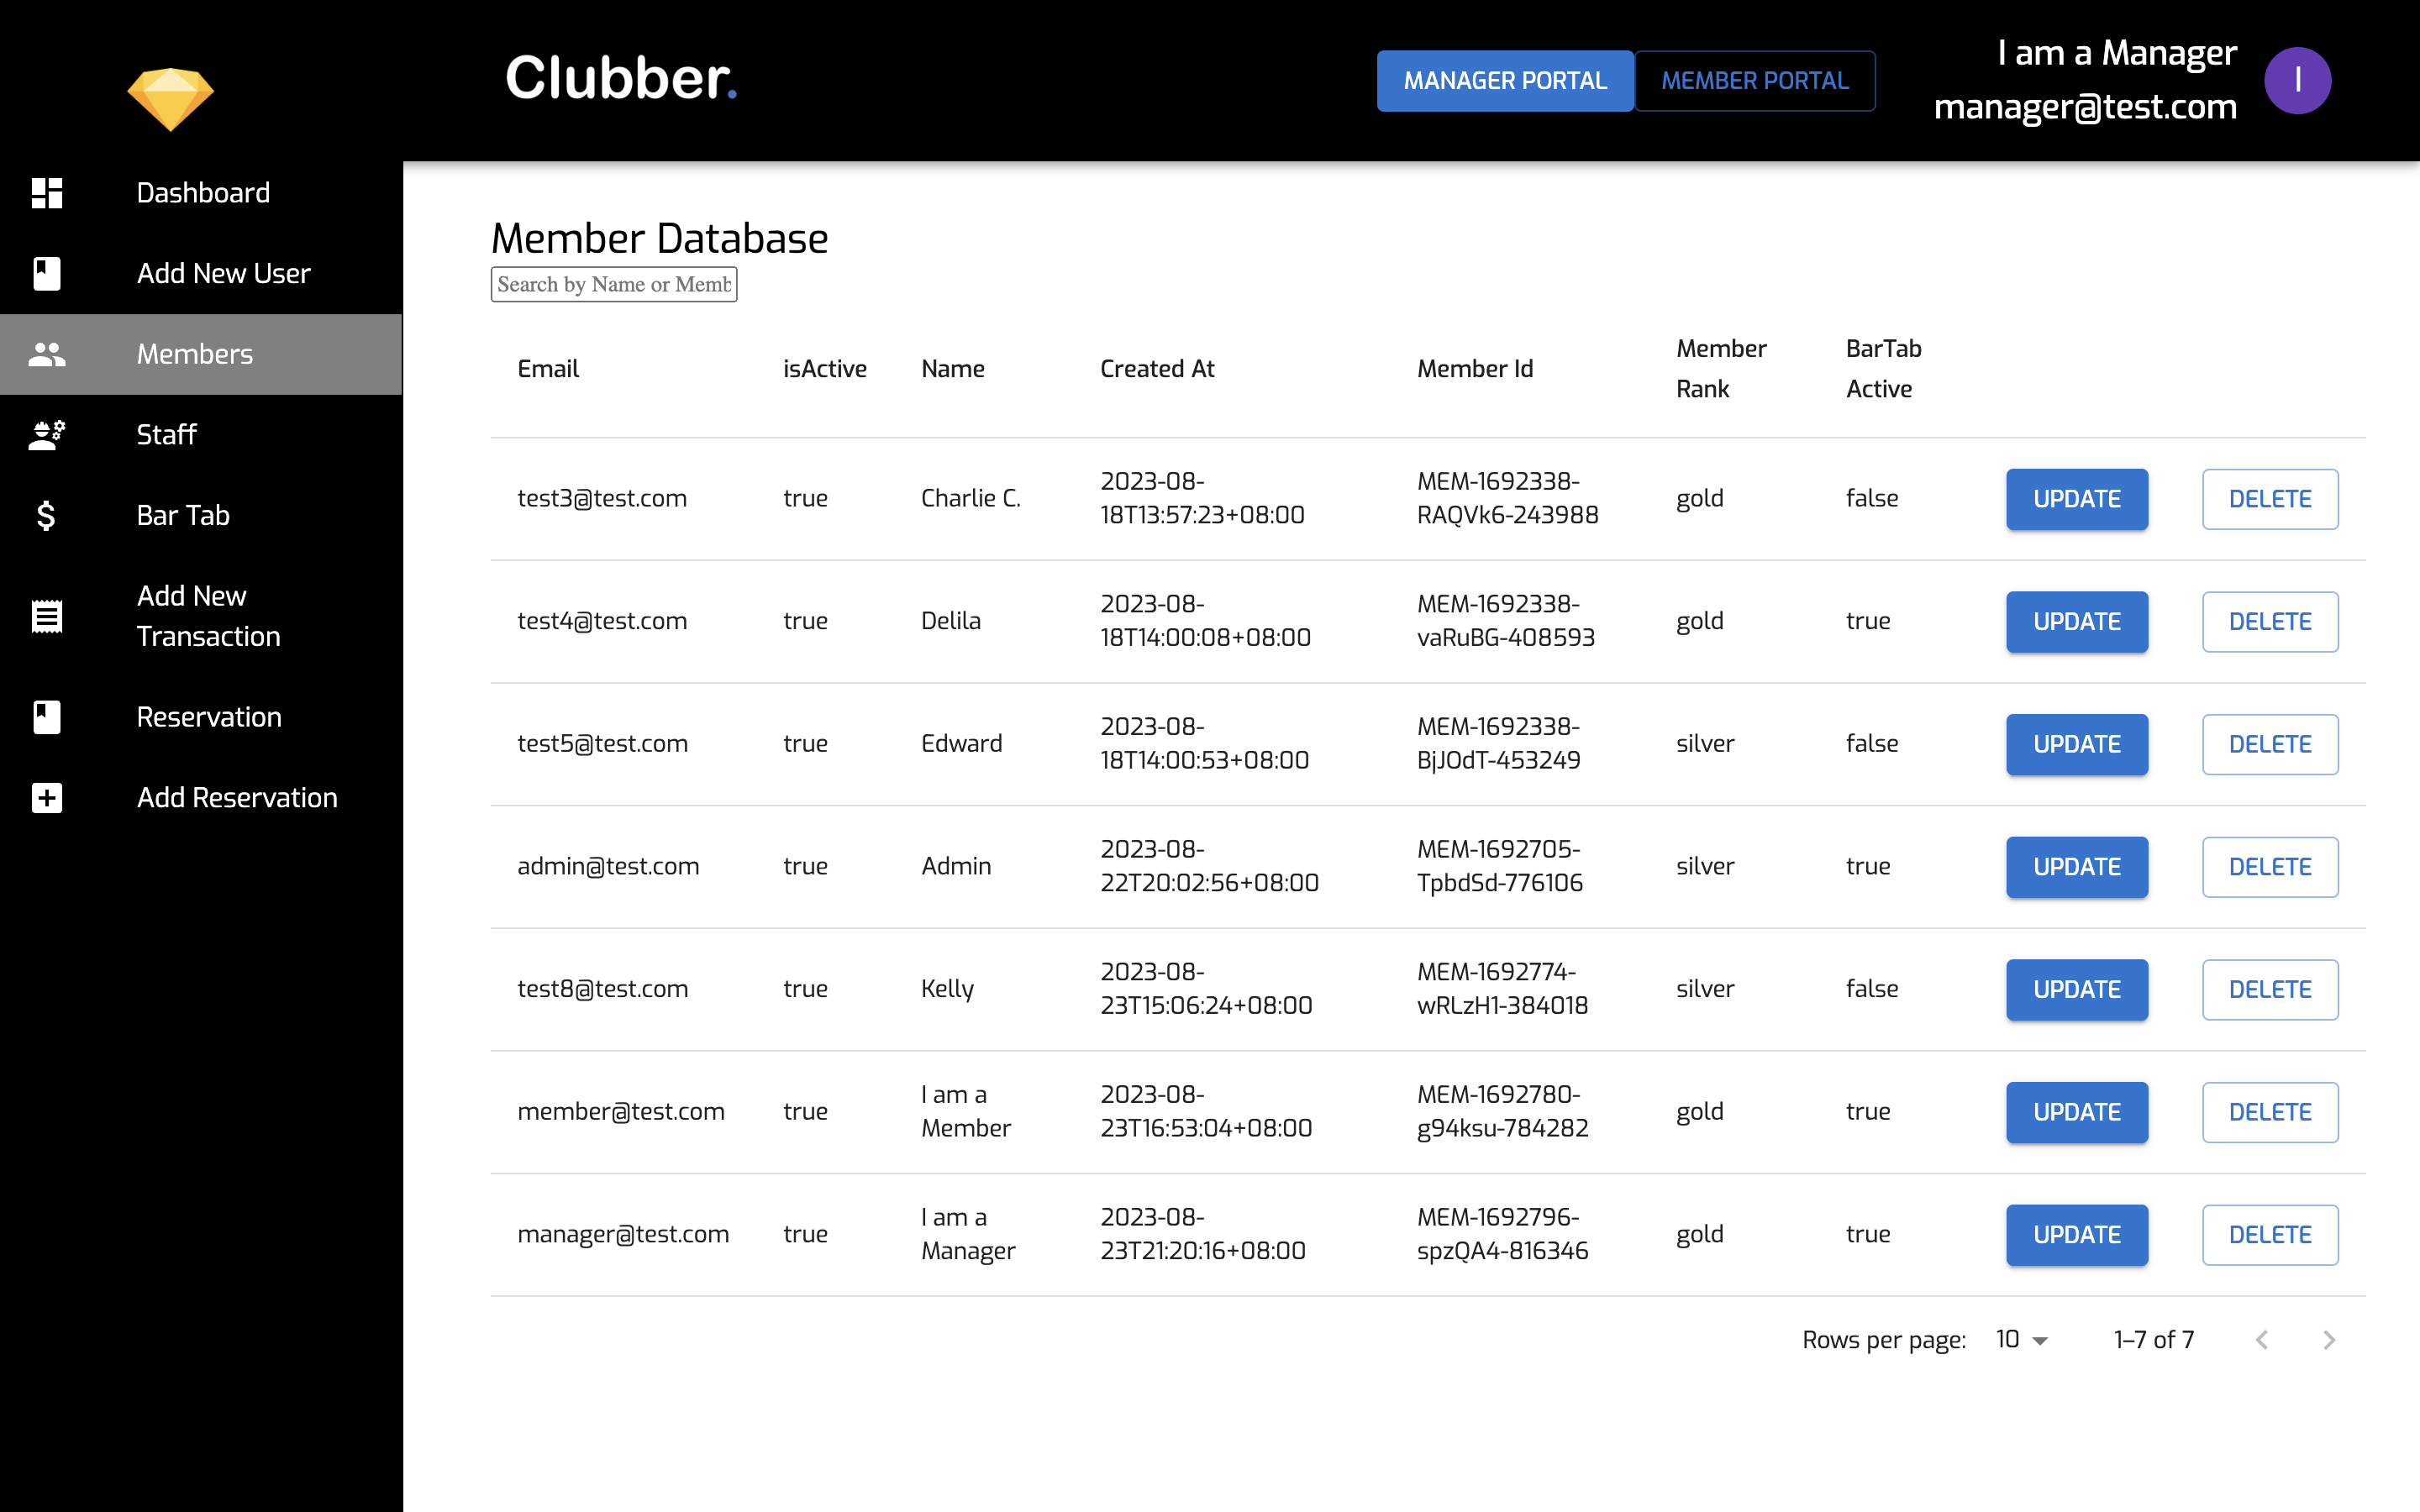 Clubber.
MANAGER PORTAL
MEMBER PORTAL
I am a Manager
manager@test.com
I
Dashboard
Add New User
Members
Staff
Bar Tab
Add New
Transaction
Reservation
Add Reservation
Member Database
Search by Name or Memb
Email isActive Name Created At Member Id Member Rank BarTab Active
test3@test.com true Charlie C. 2023-08-18T13:57:23+08:00 MEM-1692338-RAQVk6-243988 gold false UPDATE DELETE
test4@test.com true Delila 2023-08-18T14:00:08+08:00 MEM-1692338-vaRuBG-408593 gold true UPDATE DELETE
test5@test.com true Edward 2023-08-18T14:00:53+08:00 MEM-1692338-BjJOdT-453249 silver false UPDATE DELETE
admin@test.com true Admin 2023-08-22T20:02:56+08:00 MEM-1692705-TpbdSd-776106 silver true UPDATE DELETE
test8@test.com true Kelly 2023-08-23T15:06:24+08:00 MEM-1692774-wRLzH1-384018 silver false UPDATE DELETE
member@test.com true I am a Member 2023-08-23T16:53:04+08:00 MEM-1692780-g94ksu-784282 gold true UPDATE DELETE
manager@test.com true I am a Manager 2023-08-23T21:20:16+08:00 MEM-1692796-spzQA4-816346 gold true UPDATE DELETE
Rows per page: 10 1–7 of 7